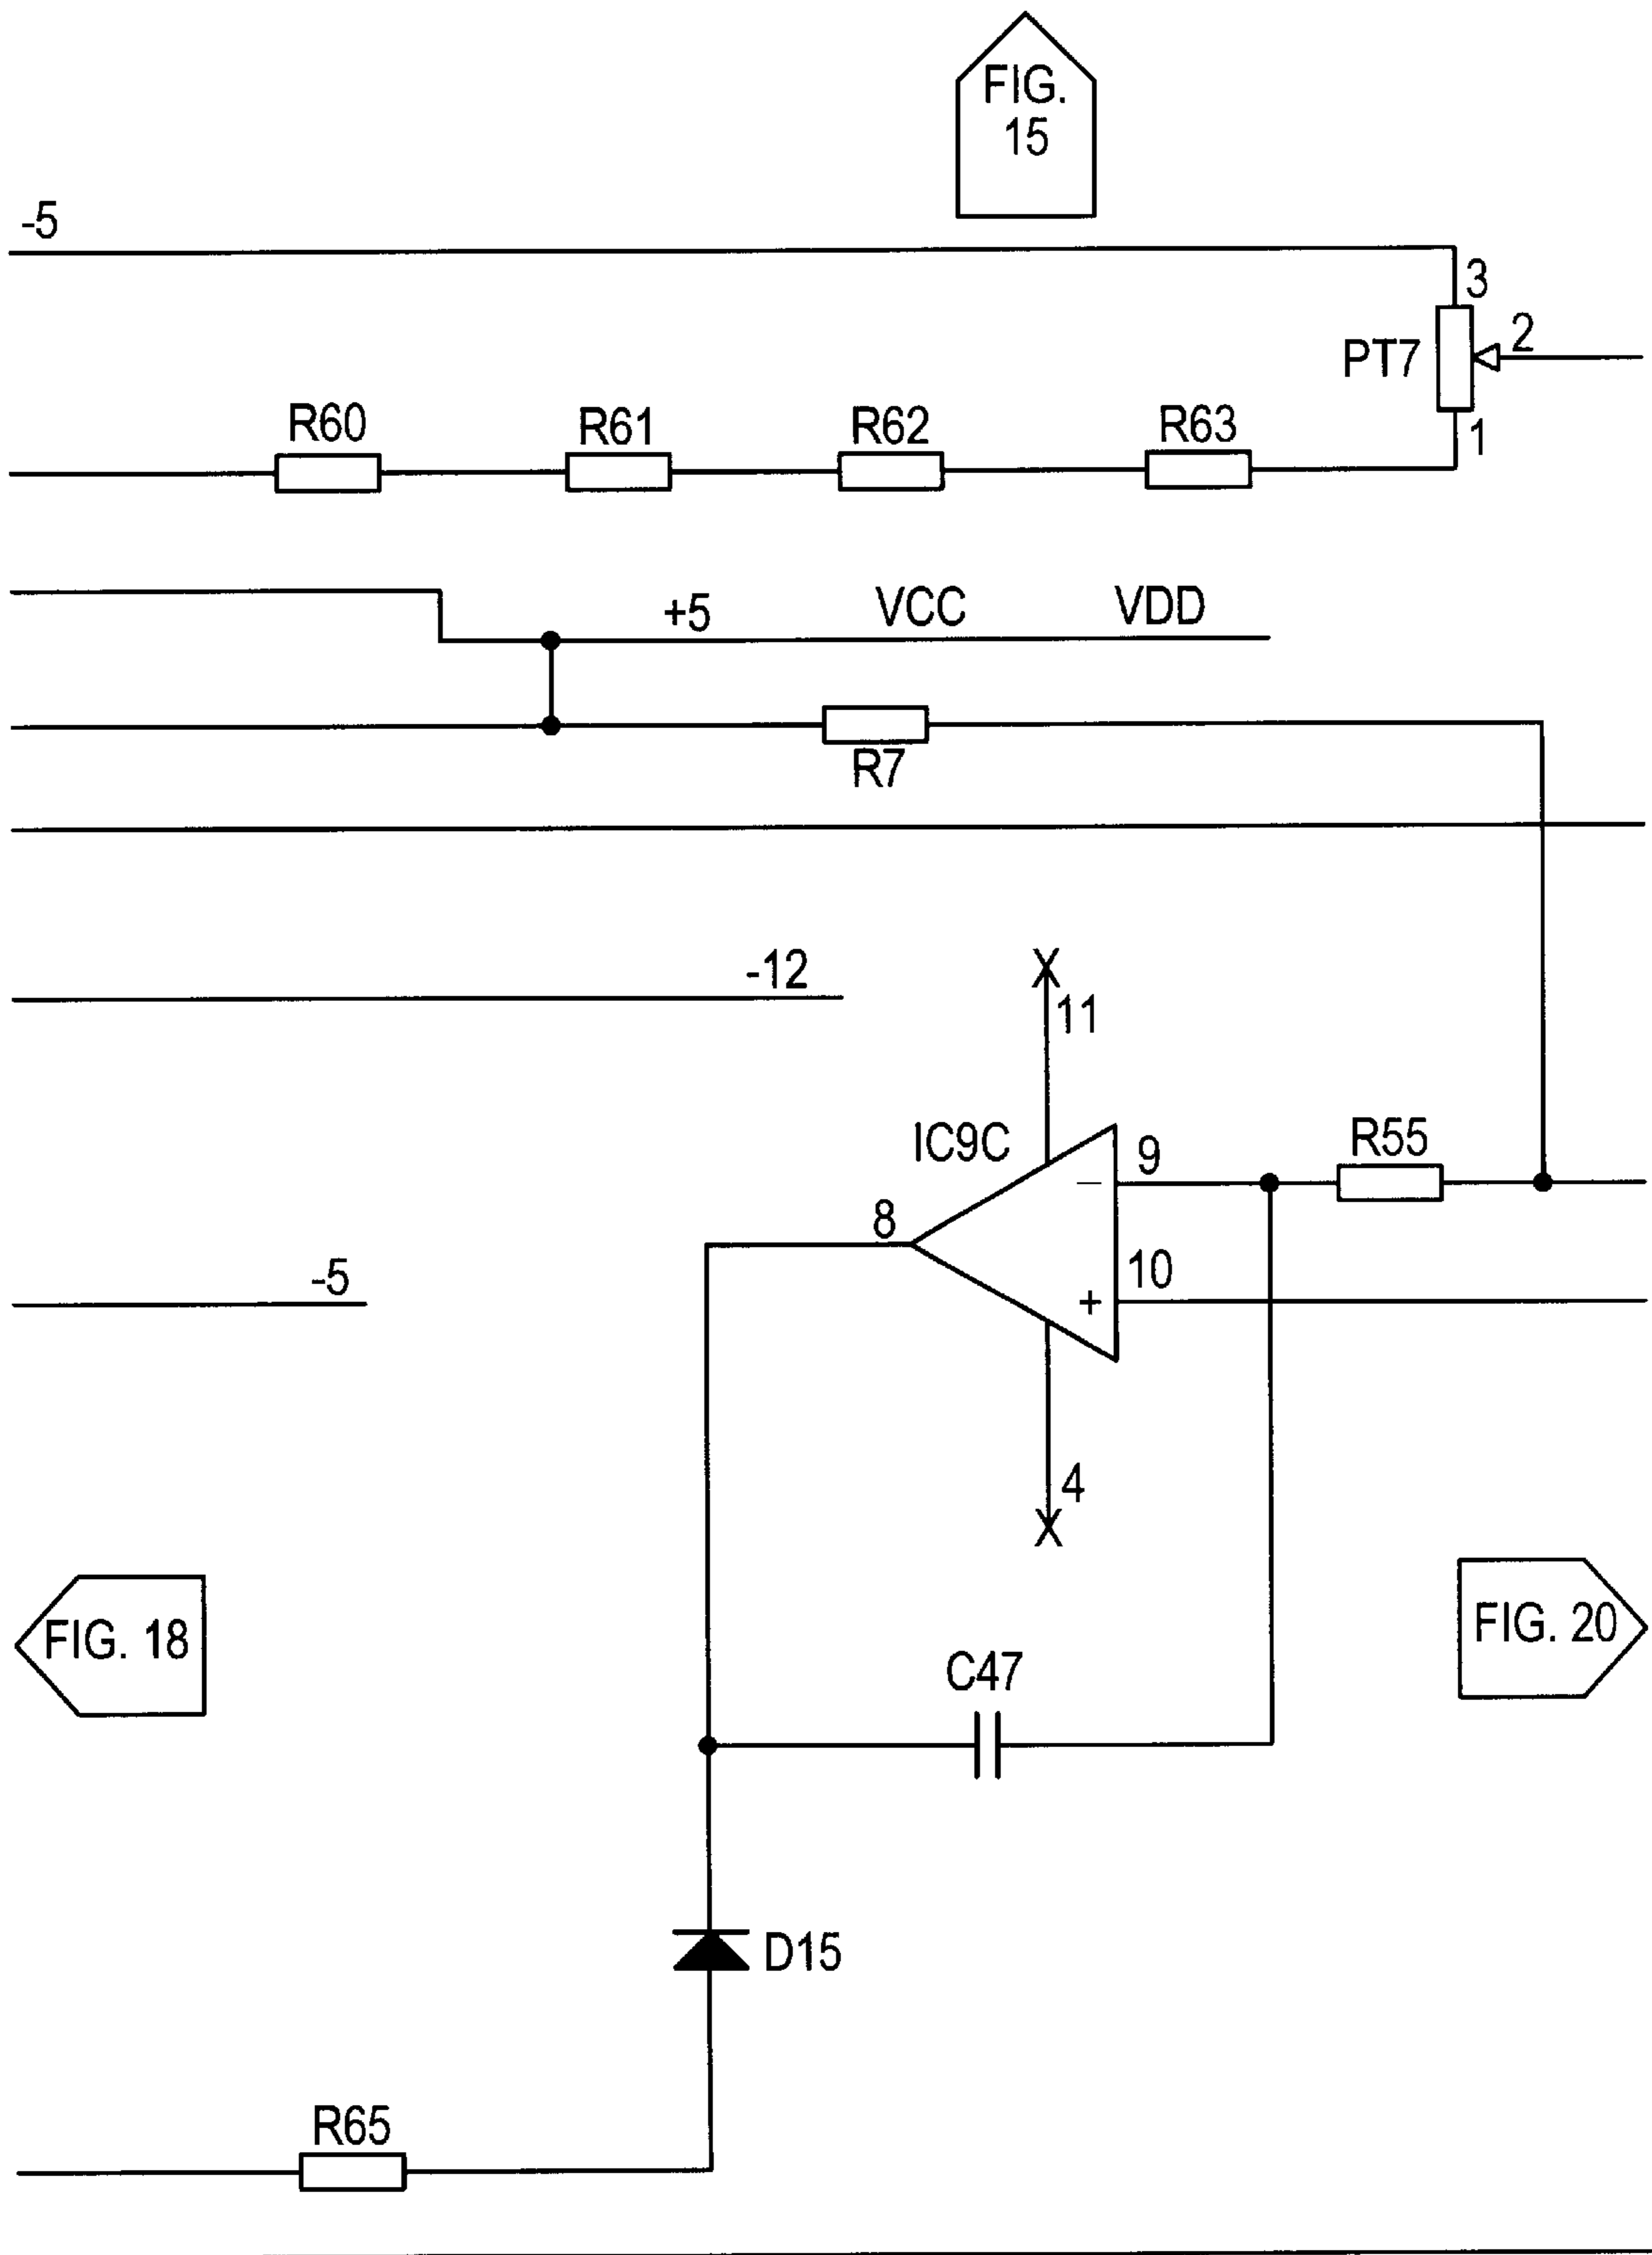 FIG.
15
-5
3
2
PT7
1
R60
R61
R62
R63
+5 VCC VDD
R7
-12
X
11
IC9C
9
R55
8
10
-5
−
+
4
X
FIG. 18
FIG. 20
C47
D15
R65